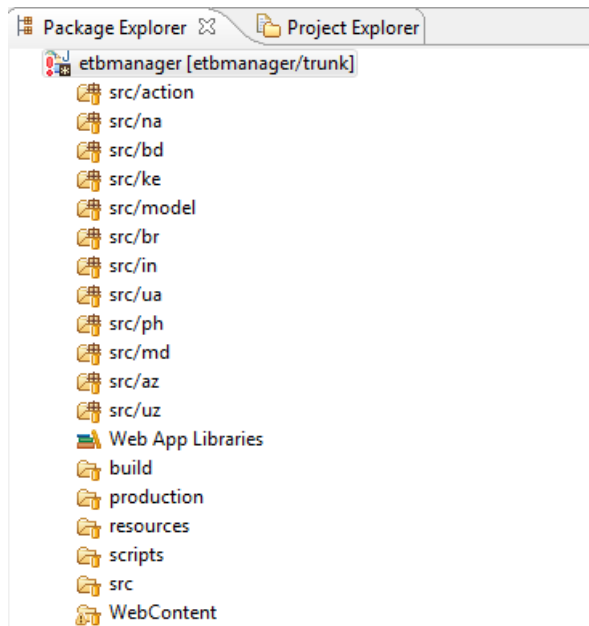 Package Explorer Project Explorer
etbmanager [etbmanager/trunk]
src/action
src/na
src/bd
src/ke
src/model
src/br
src/in
src/ua
src/ph
src/md
src/az
src/uz
Web App Libraries
build
production
resources
scripts
src
WebContent